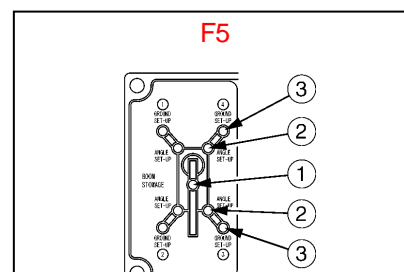 F5
① ④
GROUND SET-UP GROUND SET-UP
③
②
ANGLE SET-UP ANGLE SET-UP
BOOM STOWAGE
①
ANGLE SET-UP ANGLE SET-UP
②
GROUND SET-UP GROUND SET-UP
③
② ③